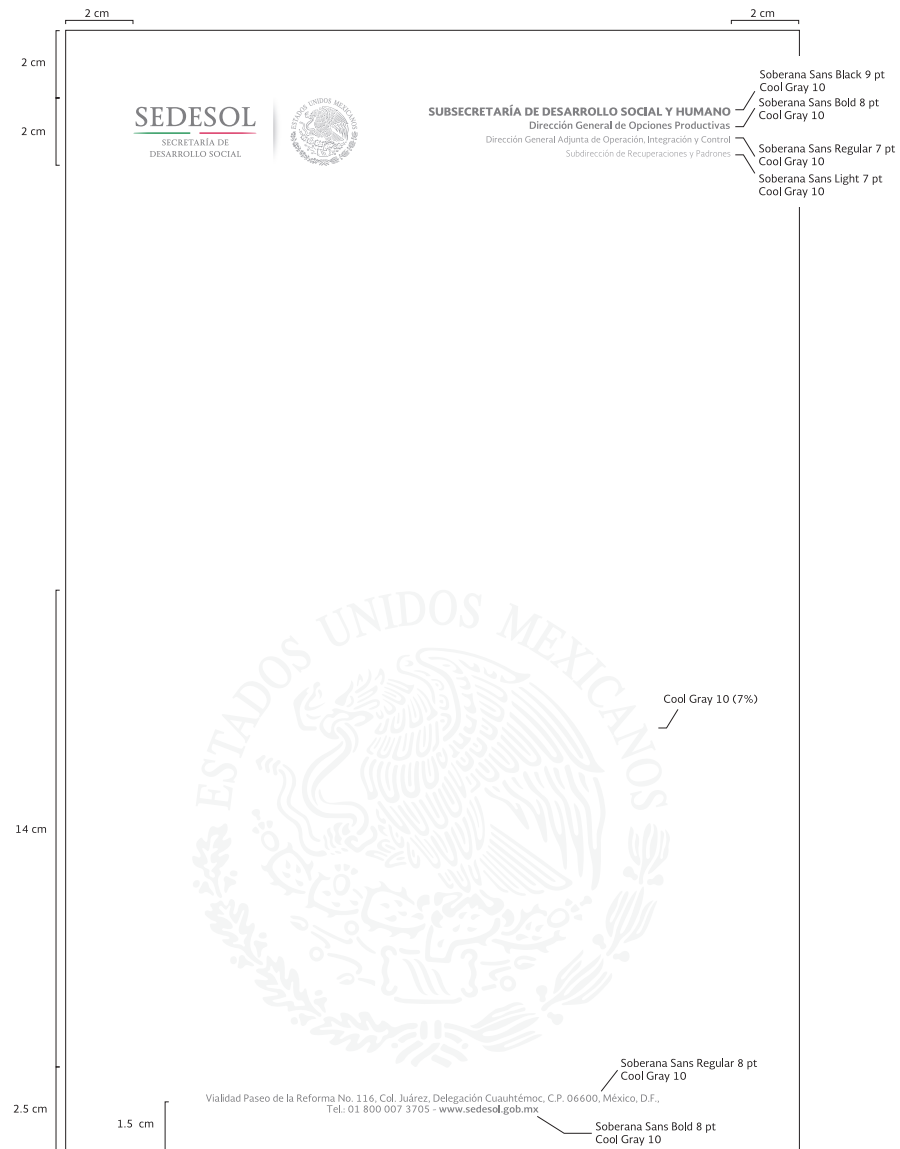 2 cm
2 cm
2 cm
2 cm
SEDESOL
SECRETARÍA DE
DESARROLLO SOCIAL
ESTADOS UNIDOS MEXICANOS
SUBSECRETARÍA DE DESARROLLO SOCIAL Y HUMANO
Dirección General de Opciones Productivas
Dirección General Adjunta de Operación, Integración y Control
Subdirección de Recuperaciones y Padrones
Soberana Sans Black 9 pt
Cool Gray 10
Soberana Sans Bold 8 pt
Cool Gray 10
Soberana Sans Regular 7 pt
Cool Gray 10
Soberana Sans Light 7 pt
Cool Gray 10
ESTADOS UNIDOS MEXICANOS
Cool Gray 10 (7%)
14 cm
Soberana Sans Regular 8 pt
Cool Gray 10
Vialidad Paseo de la Reforma No. 116, Col. Juárez, Delegación Cuauhtémoc, C.P. 06600, México, D.F.,
Tel.: 01 800 007 3705 - www.sedesol.gob.mx
2.5 cm
1.5 cm
Soberana Sans Bold 8 pt
Cool Gray 10